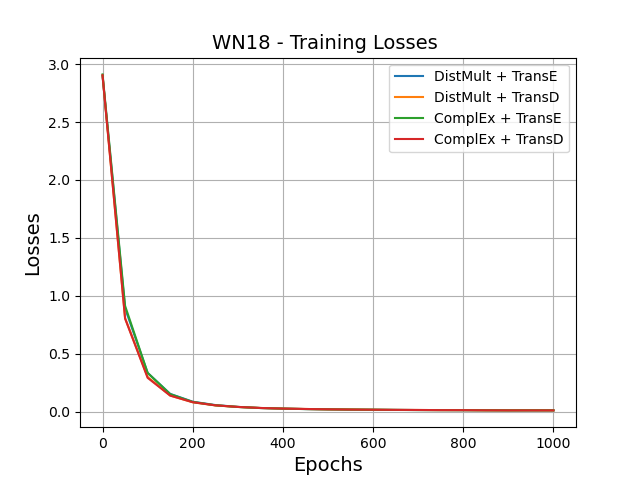 WN18 - Training Losses
3.0
2.5
2.0
1.5
1.0
0.5
0.0
Losses
DistMult + TransE
DistMult + TransD
ComplEx + TransE
ComplEx + TransD
0 200 400 600 800 1000
Epochs